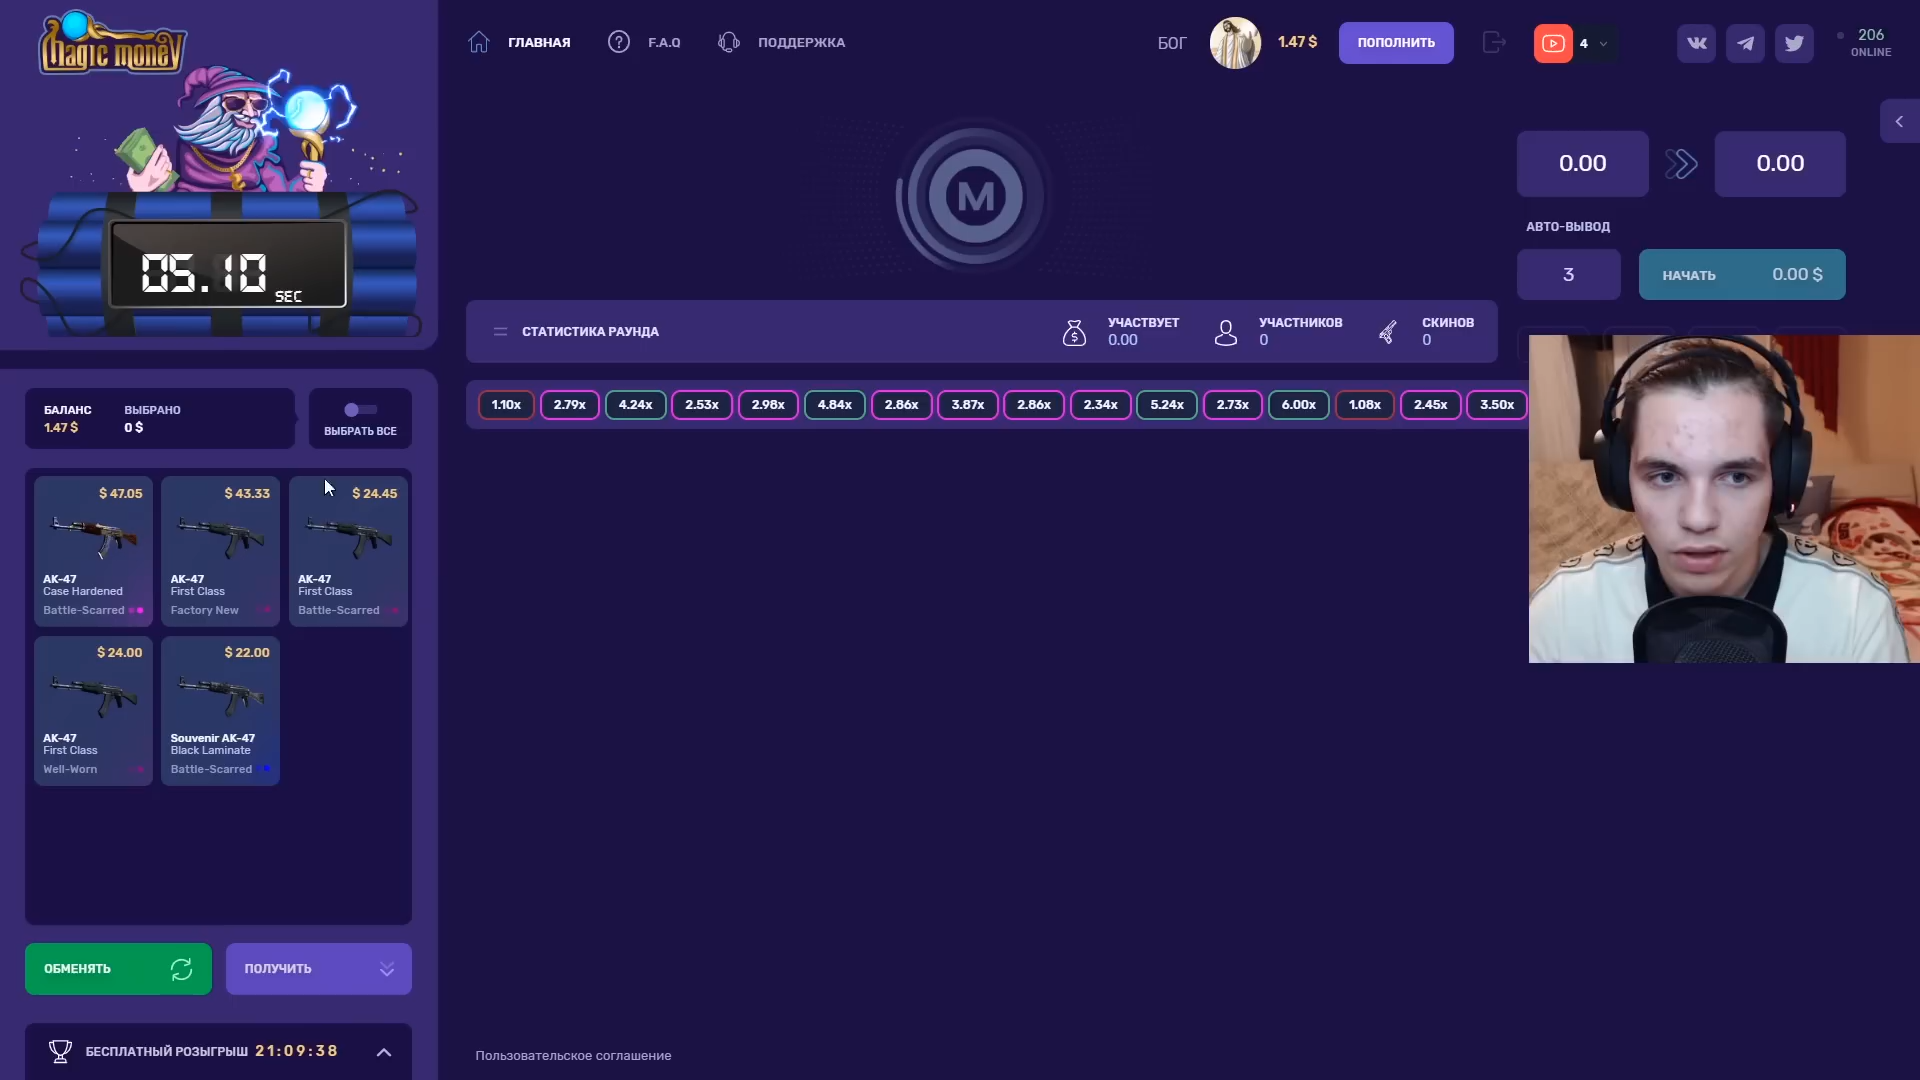 magic money
ГЛАВНАЯ
F.A.Q
ПОДДЕРЖКА
БОГ
1.47 $
ПОПОЛНИТЬ
4
206
ONLINE
05.10
SEC
M
0.00
0.00
АВТО-ВЫВОД
3
НАЧАТЬ
0.00 $
СТАТИСТИКА РАУНДА
УЧАСТВУЕТ
0.00
УЧАСТНИКОВ
0
СКИНОВ
0
1.10x
2.79x
4.24x
2.53x
2.98x
4.84x
2.86x
3.87x
2.86x
2.34x
5.24x
2.73x
6.00x
1.08x
2.45x
3.50x
БАЛАНС
1.47 $
ВЫБРАНО
0 $
ВЫБРАТЬ ВСЕ
$ 47.05
AK-47
Case Hardened
Battle-Scarred
$ 43.33
AK-47
First Class
Factory New
$ 24.45
AK-47
First Class
Battle-Scarred
$ 24.00
AK-47
First Class
Well-Worn
$ 22.00
Souvenir AK-47
Black Laminate
Battle-Scarred
ОБМЕНЯТЬ
ПОЛУЧИТЬ
БЕСПЛАТНЫЙ РОЗЫГРЫШ 21:09:38
Пользовательское соглашение